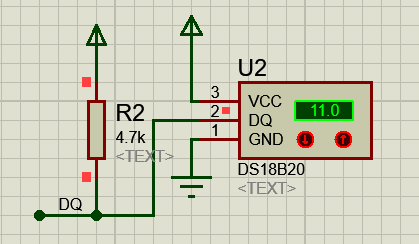 U2
R2
4.7k
<TEXT>
3
VCC
2
DQ
1
GND
11.0
DS18B20
<TEXT>
DQ